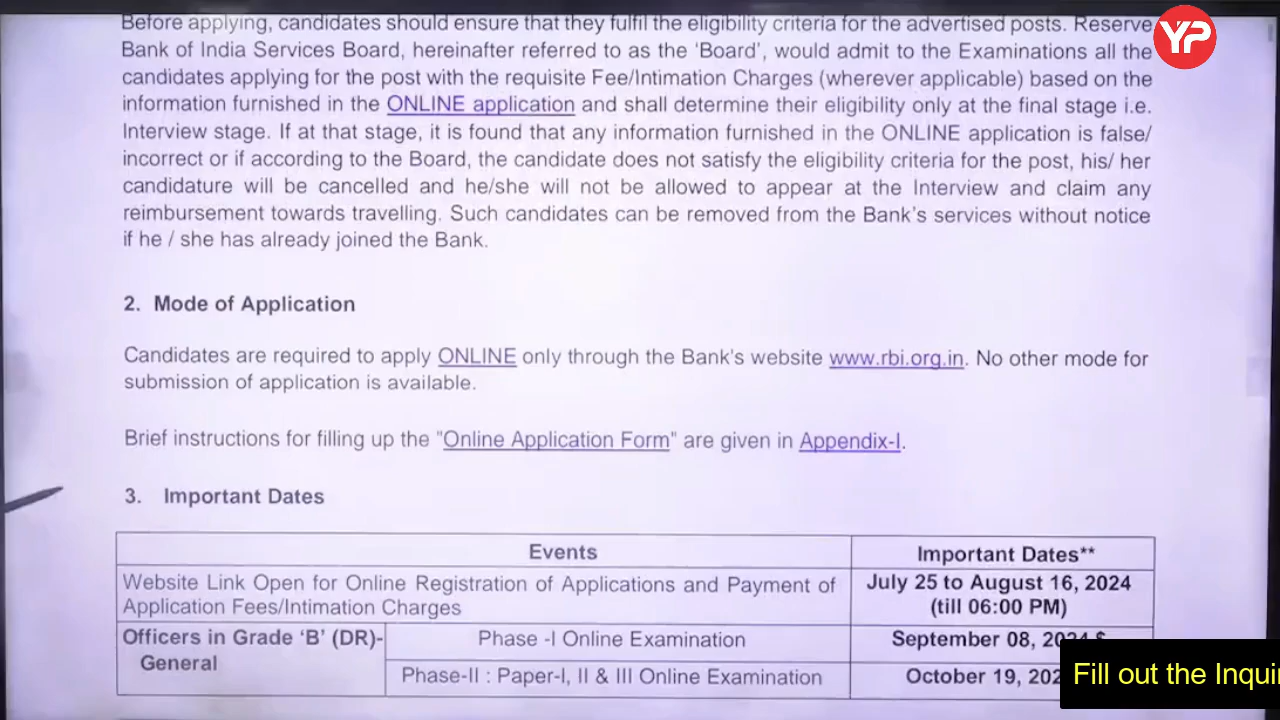 Before applying, candidates should ensure that they fulfil the eligibility criteria for the advertised posts. Reserve
Bank of India Services Board, hereinafter referred to as the ‘Board’, would admit to the Examinations all the
candidates applying for the post with the requisite Fee/Intimation Charges (wherever applicable) based on the
information furnished in the ONLINE application and shall determine their eligibility only at the final stage i.e.
Interview stage. If at that stage, it is found that any information furnished in the ONLINE application is false/
incorrect or if according to the Board, the candidate does not satisfy the eligibility criteria for the post, his/ her
candidature will be cancelled and he/she will not be allowed to appear at the Interview and claim any
reimbursement towards travelling. Such candidates can be removed from the Bank’s services without notice
if he / she has already joined the Bank.
YP
2. Mode of Application
Candidates are required to apply ONLINE only through the Bank’s website www.rbi.org.in. No other mode for
submission of application is available.
Brief instructions for filling up the "Online Application Form" are given in Appendix-I.
3. Important Dates
Events Important Dates**
Website Link Open for Online Registration of Applications and Payment of
Application Fees/Intimation Charges
July 25 to August 16, 2024
(till 06:00 PM)
Officers in Grade ‘B’ (DR)-
General
Phase -I Online Examination September 08,
Phase-II : Paper-I, II & III Online Examination October 19,
Fill out the